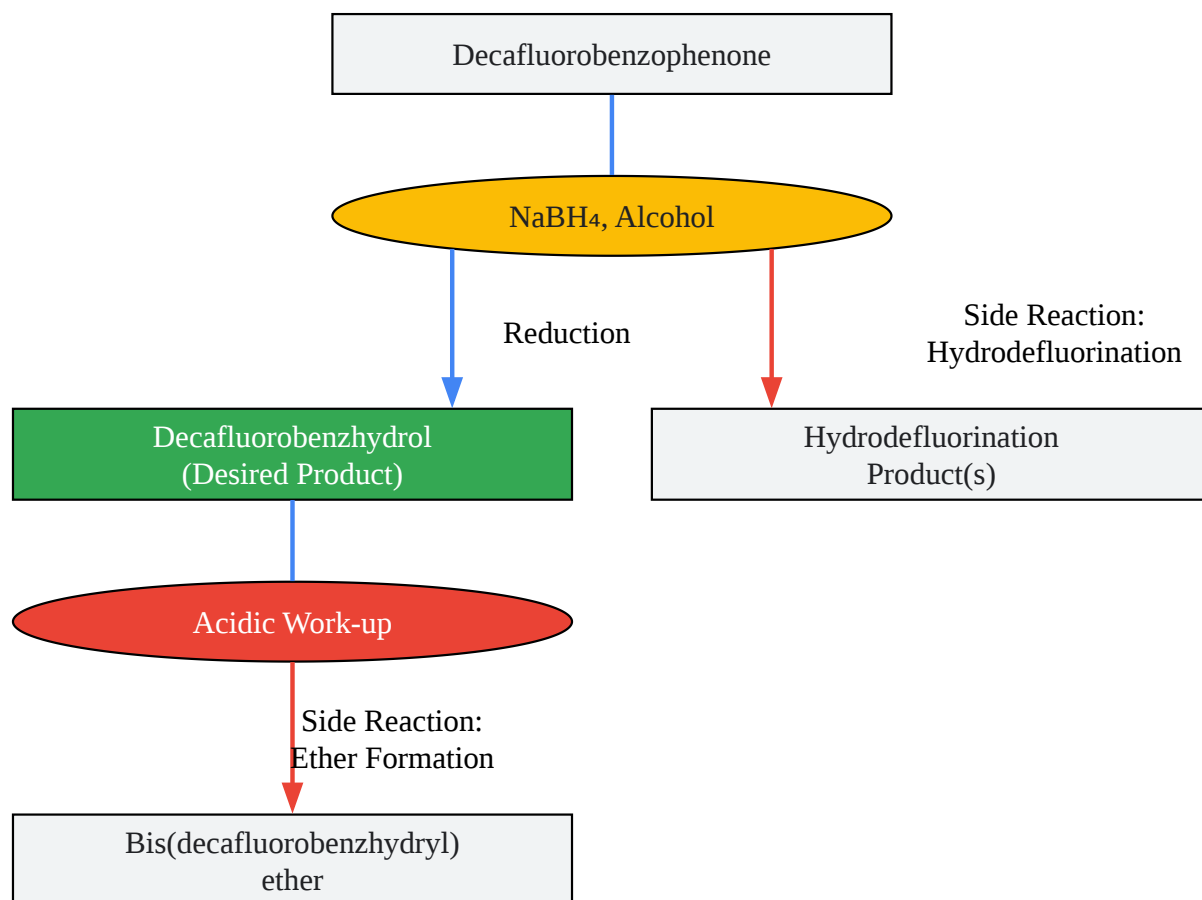 Decafluorobenzophenone
NaBH₄, Alcohol
Reduction
Side Reaction:
Hydrodefluorination
Decafluorobenzhydrol
(Desired Product)
Hydrodefluorination
Product(s)
Acidic Work-up
Side Reaction:
Ether Formation
Bis(decafluorobenzhydryl)
ether